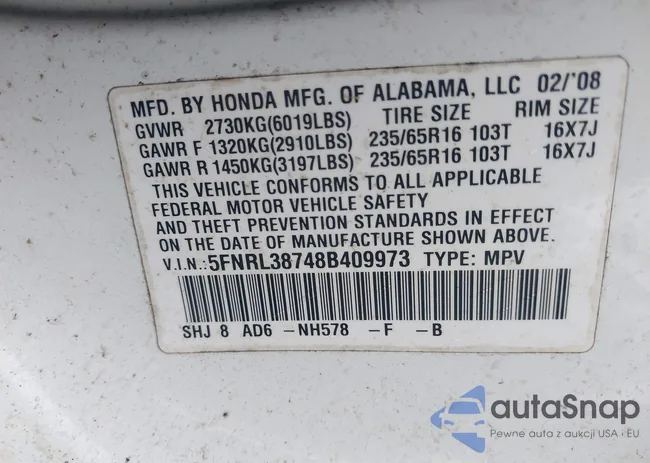 MFD. BY HONDA MFG. OF ALABAMA, LLC 02/'08
GVWR 2730KG(6019LBS) TIRE SIZE RIM SIZE
GAWR F 1320KG(2910LBS) 235/65R16 103T 16X7J
GAWR R 1450KG(3197LBS) 235/65R16 103T 16X7J
THIS VEHICLE CONFORMS TO ALL APPLICABLE
FEDERAL MOTOR VEHICLE SAFETY
AND THEFT PREVENTION STANDARDS IN EFFECT
ON THE DATE OF MANUFACTURE SHOWN ABOVE.
V.I.N.:5FNRL38748B409973 TYPE: MPV
SHJ 8 AD6 -NH578 -F -B
autoSnap
Pewne auta z aukcji USA i EU